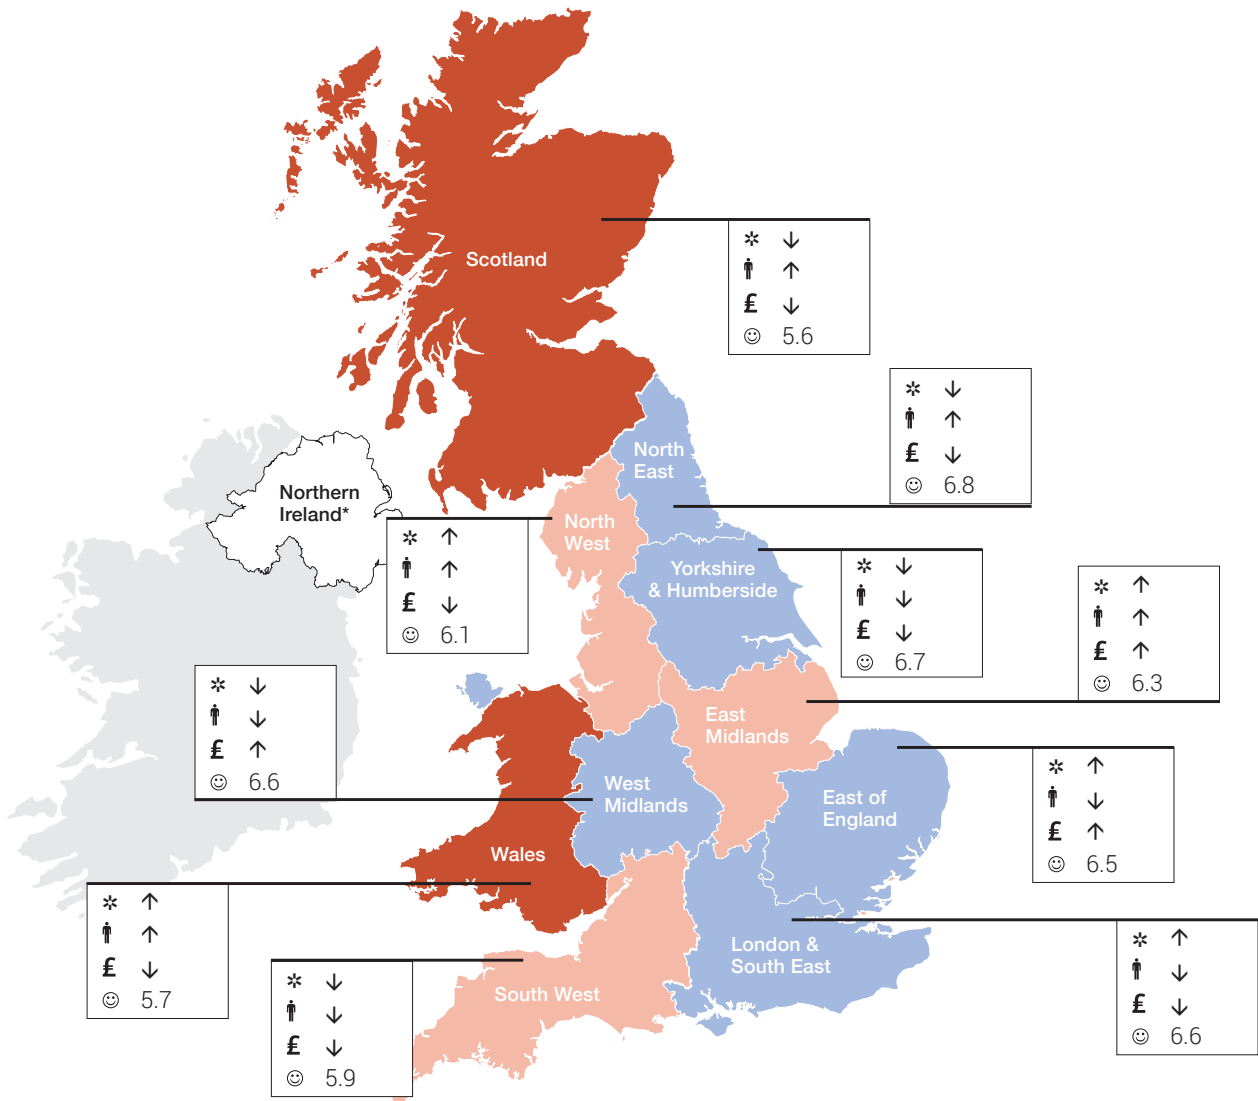 Scotland
✲ ↓
↑
£ ↓
☺ 5.6
✲ ↓
↑
£ ↓
☺ 6.8
North
East
Northern
Ireland*
North
West
✲ ↑
↑
£ ↓
☺ 6.1
Yorkshire
& Humberside
✲ ↓
↓
£ ↓
☺ 6.7
✲ ↑
↑
£ ↑
☺ 6.3
✲ ↓
↓
£ ↑
☺ 6.6
East
Midlands
West
Midlands
East of
England
✲ ↑
↓
£ ↑
☺ 6.5
Wales
✲ ↑
↑
£ ↓
☺ 5.7
London &
South East
✲ ↑
↓
£ ↓
☺ 6.6
South West
✲ ↓
↓
£ ↓
☺ 5.9